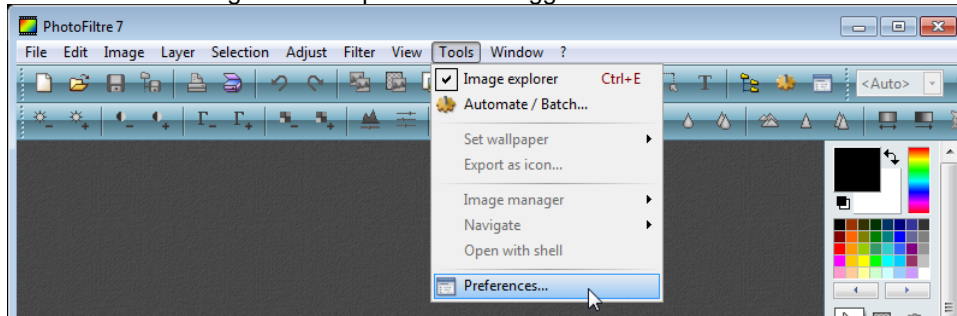 PhotoFiltre 7
File Edit Image Layer Selection Adjust Filter View Tools Window ?
Image explorer Ctrl+E
T
<Auto>
Automate / Batch...
Set wallpaper
Export as icon...
Image manager
Navigate
Open with shell
Preferences...